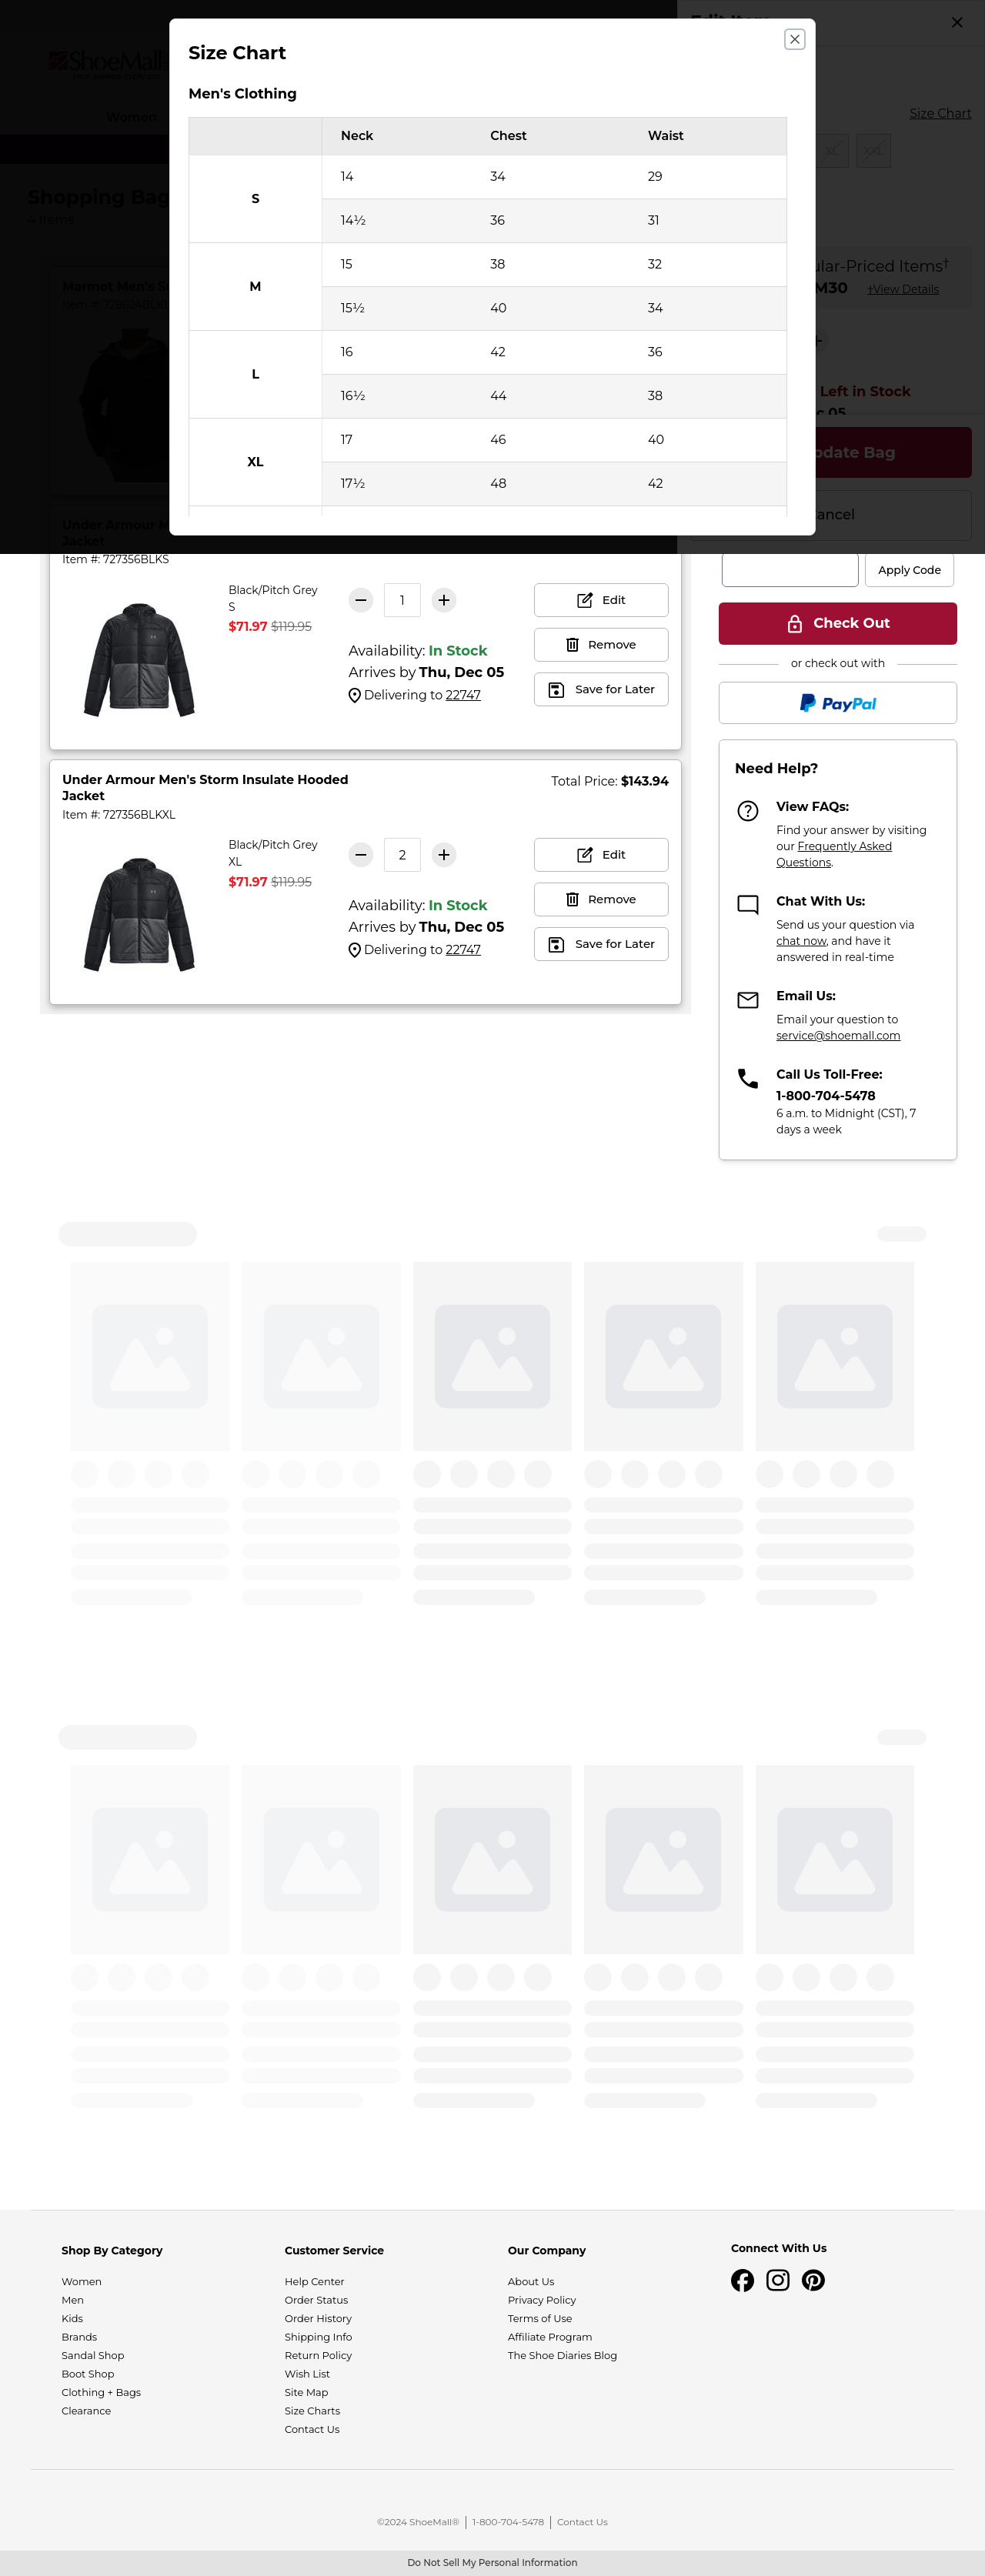 Edit Item
Size Chart
Men's Clothing
Neck Chest Waist
S
14 34 29
14½ 36 31
M
15 38 32
15½ 40 34
L
16 42 36
16½ 44 38
XL
17 46 40
17½ 48 42
ShoeMall
Women
Size Chart
XL XXL
Shopping Bag
4 Items
ular-Priced Items†
M30 †View Details
Marmot Men's
Left in Stock
c 05
date Bag
ancel
Under Armour M
Jacket
Item #: 727356BLKS
Black/Pitch Grey
S
$71.97 $119.95
1
Availability: In Stock
Arrives by Thu, Dec 05
Delivering to 22747
Edit
Remove
Save for Later
Under Armour Men's Storm Insulate Hooded
Jacket
Item #: 727356BLKXL
Total Price: $143.94
Black/Pitch Grey
XL
$71.97 $119.95
2
Availability: In Stock
Arrives by Thu, Dec 05
Delivering to 22747
Edit
Remove
Save for Later
Apply Code
Check Out
or check out with
PayPal
Need Help?
View FAQs:
Find your answer by visiting
our Frequently Asked
Questions.
Chat With Us:
Send us your question via
chat now, and have it
answered in real-time
Email Us:
Email your question to
service@shoemall.com
Call Us Toll-Free:
1-800-704-5478
6 a.m. to Midnight (CST), 7
days a week
Shop By Category
Women
Men
Kids
Brands
Sandal Shop
Boot Shop
Clothing + Bags
Clearance
Customer Service
Help Center
Order Status
Order History
Shipping Info
Return Policy
Wish List
Site Map
Size Charts
Contact Us
Our Company
About Us
Privacy Policy
Terms of Use
Affiliate Program
The Shoe Diaries Blog
Connect With Us
©2024 ShoeMall® 1-800-704-5478 Contact Us
Do Not Sell My Personal Information